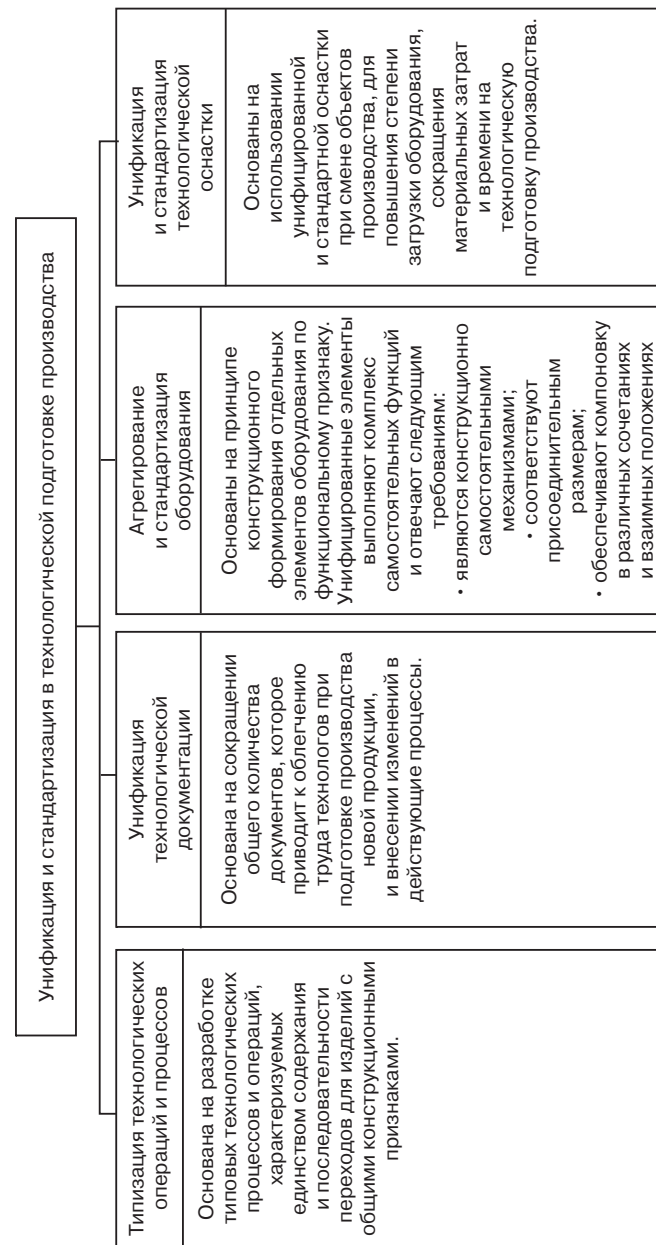 Унификация и стандартизация в технологической подготовке производства
Типизация технологических
операций и процессов
Основана на разработке
типовых технологических
процессов и операций,
характеризуемых
единством содержания
и последовательности
переходов для изделий с
общими конструкционными
признаками.
Унификация
технологической
документации
Основана на сокращении
общего количества
документов, которое
приводит к облегчению
труда технологов при
подготовке производства
новой продукции,
и внесении изменений в
действующие процессы.
Агрегирование
и стандартизация
оборудования
Основаны на принципе
конструкционного
формирования отдельных
элементов оборудования по
функциональному признаку.
Унифицированные элементы
выполняют комплекс
самостоятельных функций
и отвечают следующим
требованиям:
• являются конструкционно
самостоятельными
механизмами;
• соответствуют
присоединительным
размерам;
• обеспечивают компоновку
в различных сочетаниях
и взаимных положениях
Унификация
и стандартизация
технологической
оснастки
Основаны на
использовании
унифицированной
и стандартной оснастки
при смене объектов
производства, для
повышения степени
загрузки оборудования,
сокращения
материальных затрат
и времени на
технологическую
подготовку производства.